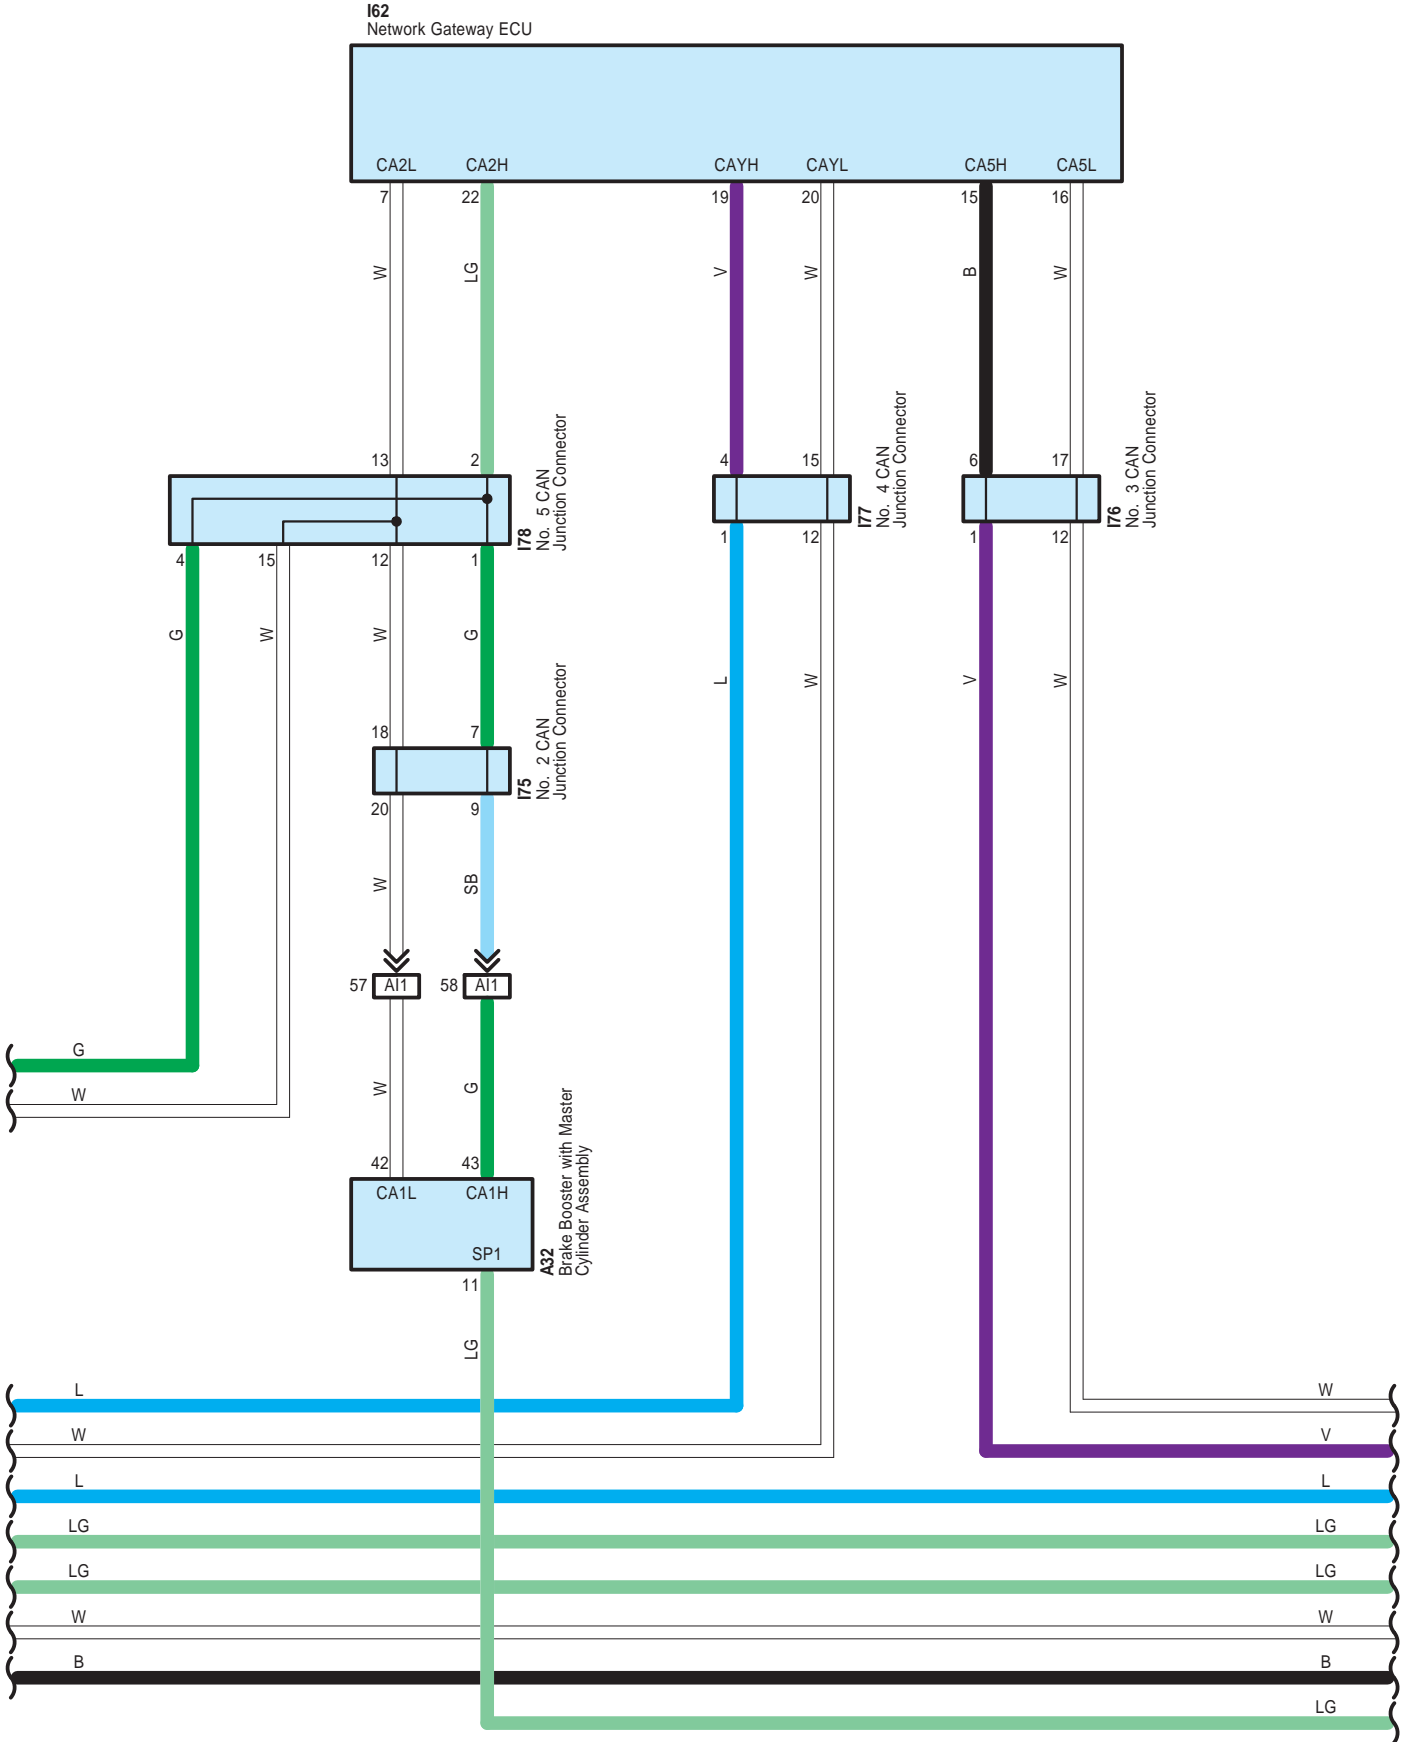 I62
Network Gateway ECU
CA2L CA2H CAYH CAYL CA5H CA5L
7 22 19 20 15 16
W LG V W B W
13 2 4 15 6 17
I78
No. 5 CAN
Junction Connector
I77
No. 4 CAN
Junction Connector
I76
No. 3 CAN
Junction Connector
4 15 12 1 1 12 1 12
G W W G L W V W
18 7
I75
No. 2 CAN
Junction Connector
20 9
W SB
57 AI1 58 AI1
G
W
W G
42 43
CA1L CA1H
SP1
A32
Brake Booster with Master
Cylinder Assembly
11
LG
L W
W V
L L
LG LG
LG LG
W W
B B
LG